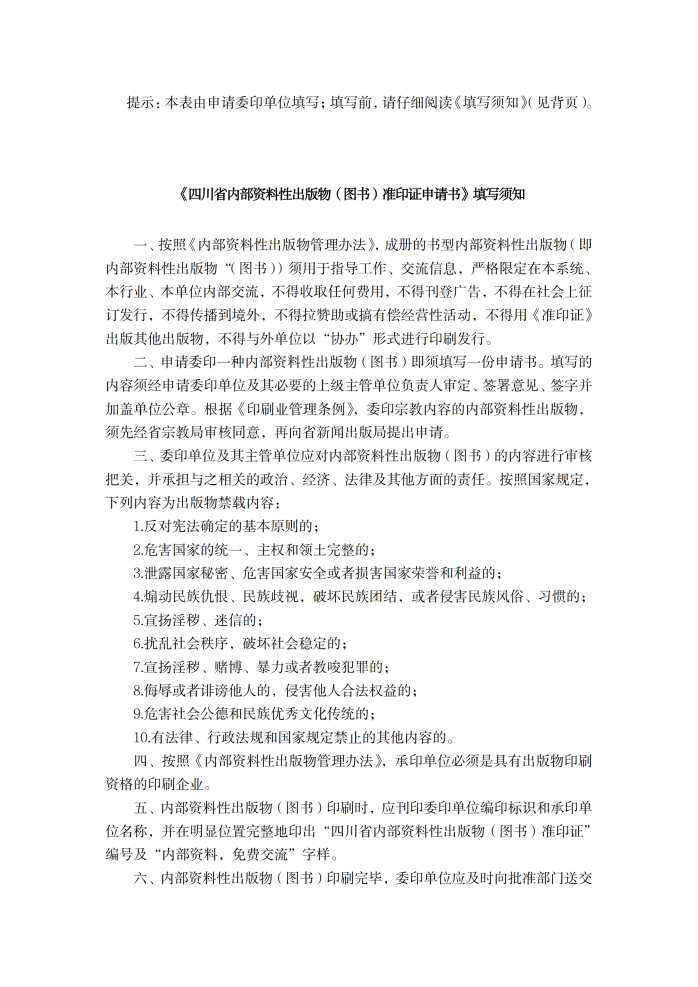 提示：本表由申请委印单位填写；填写前，请仔细阅读《填写须知》（见背页）。
《四川省内部资料性出版物（图书）准印证申请书》填写须知
一、按照《内部资料性出版物管理办法》，成册的书型内部资料性出版物（即
内部资料性出版物“（图书））须用于指导工作、交流信息，严格限定在本系统、
本行业、本单位内部交流，不得收取任何费用，不得刊登广告，不得在社会上征
订发行，不得传播到境外，不得拉赞助或搞有偿经营性活动，不得用《准印证》
出版其他出版物，不得与外单位以“协办”形式进行印刷发行。
二、申请委印一种内部资料性出版物（图书）即须填写一份申请书。填写的
内容须经申请委印单位及其必要的上级主管单位负责人审定、签署意见、签字并
加盖单位公章。根据《印刷业管理条例》，委印宗教内容的内部资料性出版物，
须先经省宗教局审核同意，再向省新闻出版局提出申请。
三、委印单位及其主管单位应对内部资料性出版物（图书）的内容进行审核
把关，并承担与之相关的政治、经济、法律及其他方面的责任。按照国家规定，
下列内容为出版物禁载内容：
1.反对宪法确定的基本原则的；
2.危害国家的统一、主权和领土完整的；
3.泄露国家秘密、危害国家安全或者损害国家荣誉和利益的；
4.煽动民族仇恨、民族歧视，破坏民族团结，或者侵害民族风俗、习惯的；
5.宣扬淫秽、迷信的；
6.扰乱社会秩序，破坏社会稳定的；
7.宣扬淫秽、赌博、暴力或者教唆犯罪的；
8.侮辱或者诽谤他人的，侵害他人合法权益的；
9.危害社会公德和民族优秀文化传统的；
10.有法律、行政法规和国家规定禁止的其他内容的。
四、按照《内部资料性出版物管理办法》，承印单位必须是具有出版物印刷
资格的印刷企业。
五、内部资料性出版物（图书）印刷时，应刊印委印单位编印标识和承印单
位名称，并在明显位置完整地印出“四川省内部资料性出版物（图书）准印证”
编号及“内部资料，免费交流”字样。
六、内部资料性出版物（图书）印刷完毕，委印单位应及时向批准部门送交